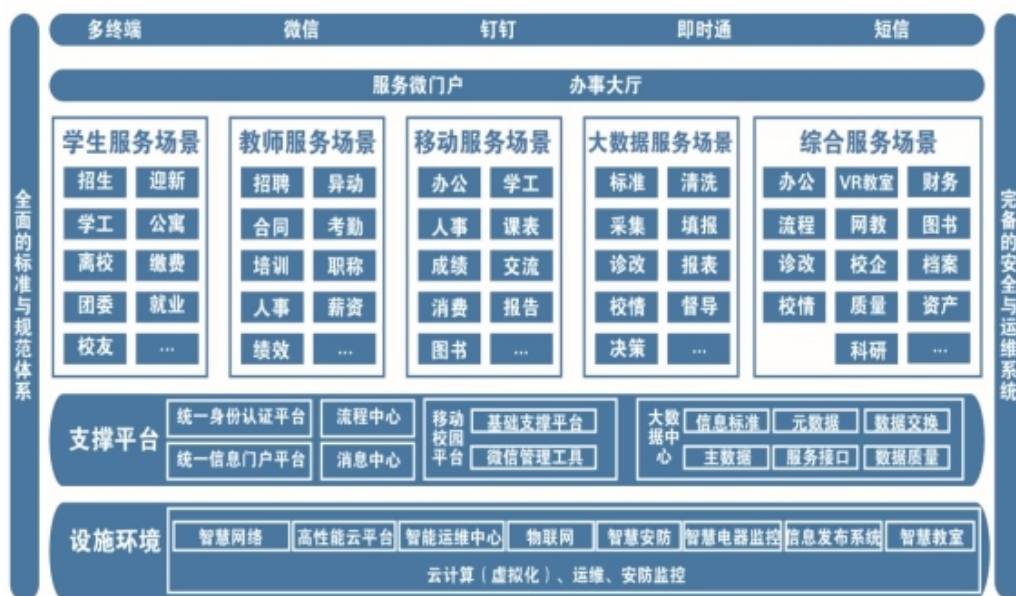 多终端 微信 钉钉 即时通 短信
服务微门户 办事大厅
全面的标准与规范体系
学生服务场景
招生 迎新
学工 公寓
离校 缴费
团委 就业
校友 ...
教师服务场景
招聘 异动
合同 考勤
培训 职称
人事 薪资
绩效 ...
移动服务场景
办公 学工
人事 课表
成绩 交流
消费 报告
图书 ...
大数据服务场景
标准 清洗
采集 填报
诊改 报表
校情 督导
决策 ...
综合服务场景
办公 VR教室 财务
流程 网教 图书
诊改 校企 档案
校情 质量 资产
科研 ...
完备的安全与运维系统
支撑平台
统一身份认证平台 流程中心
统一信息门户平台 消息中心
移动校园平台
基础支撑平台
微信管理工具
大数据中心
信息标准 元数据 数据交换
主数据 服务接口 数据质量
设施环境
智慧网络 高性能云平台 智能运维中心 物联网 智慧安防 智慧电器监控 信息发布系统 智慧教室
云计算（虚拟化）、运维、安防监控